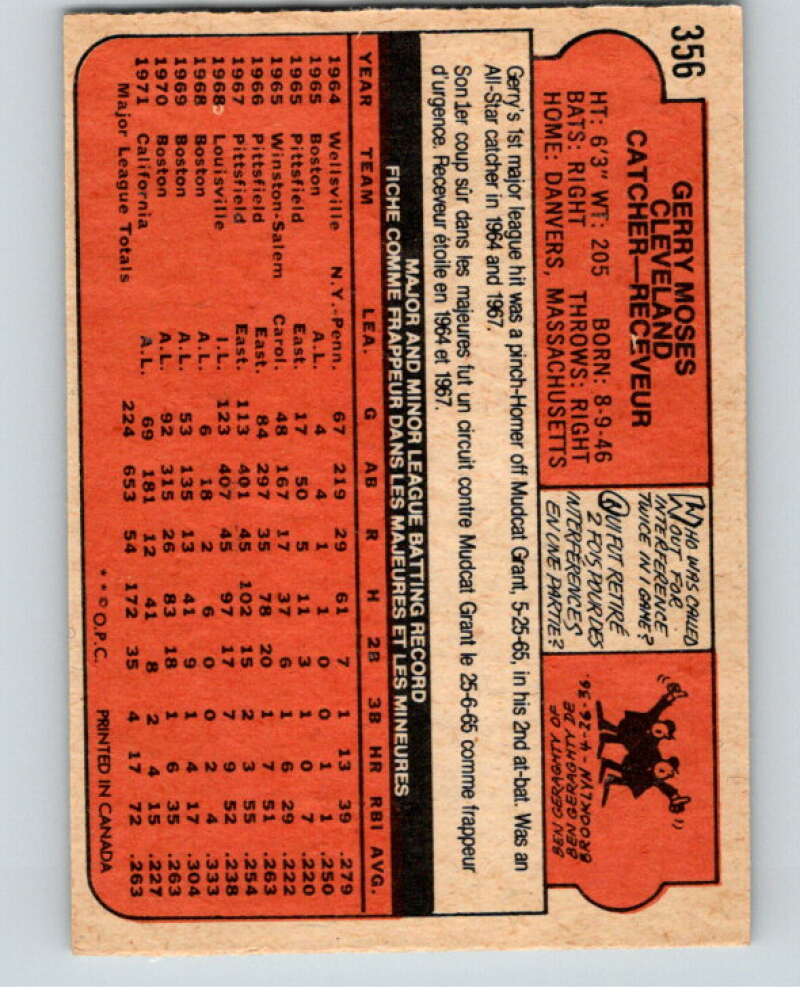 356
GERRY MOSES
CLEVELAND
CATCHER—RECEVEUR
HT: 6'3" WT: 205 BORN: 8-9-46
BATS: RIGHT THROWS: RIGHT
HOME: DANVERS, MASSACHUSETTS
WHO WAS CALLED
OUT FOR
INTERFERENCE
TWICE IN 1 GAME?
QUI FUT RETIRÉ
2 FOIS POUR DES
INTERFÉRENCES
EN UNE PARTIE?
BEN GERAGHTY OF
BEN GERAGHTY DE
BROOKLYN - 4-26-36.
Gerry's 1st major league hit was a pinch-Homer off Mudcat Grant, 5-25-65, in his 2nd at-bat. Was an
All-Star catcher in 1964 and 1967.
Son 1er coup sûr dans les majeures fut un circuit contre Mudcat Grant le 25-6-65 comme frappeur
d'urgence. Receveur étoile en 1964 et 1967.
MAJOR AND MINOR LEAGUE BATTING RECORD
FICHE COMME FRAPPEUR DANS LES MAJEURES ET LES MINEURES
YEAR TEAM LEA. G AB R H 2B 3B HR RBI AVG.
1964 Wellsville N.Y.-Penn. 67 219 29 61 7 1 13 39 .279
1965 Boston A.L. 4 4 1 1 0 0 1 1 .250
1965 Pittsfield East. 17 50 5 11 3 1 0 7 .220
1965 Winston-Salem Carol. 48 167 17 37 6 1 6 29 .222
1966 Pittsfield East. 84 297 35 78 20 1 7 51 .263
1967 Pittsfield East. 113 401 45 102 15 2 3 55 .254
1968 Louisville I.L. 123 407 45 97 17 7 9 52 .238
1968 Boston A.L. 6 18 2 6 0 0 2 4 .333
1969 Boston A.L. 53 135 13 41 9 1 4 17 .304
1970 Boston A.L. 92 315 26 83 18 1 6 35 .263
1971 California A.L. 69 181 12 41 8 2 4 15 .227
Major League Totals 224 653 54 172 35 4 17 72 .263
* * © O.P.C. PRINTED IN CANADA